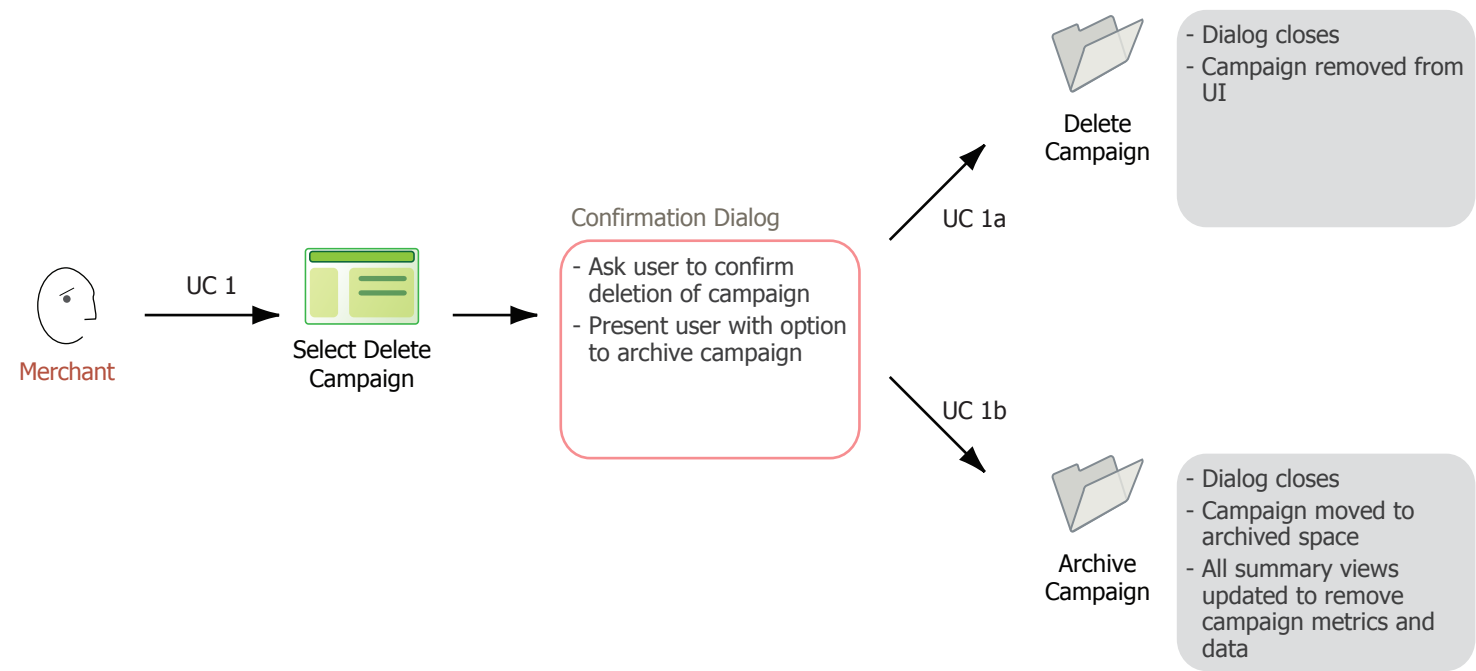 Merchant
UC 1
Select Delete
Campaign
Confirmation Dialog
- Ask user to confirm
deletion of campaign
- Present user with option
to archive campaign
UC 1a
Delete
Campaign
- Dialog closes
- Campaign removed from
UI
UC 1b
Archive
Campaign
- Dialog closes
- Campaign moved to
archived space
- All summary views
updated to remove
campaign metrics and
data